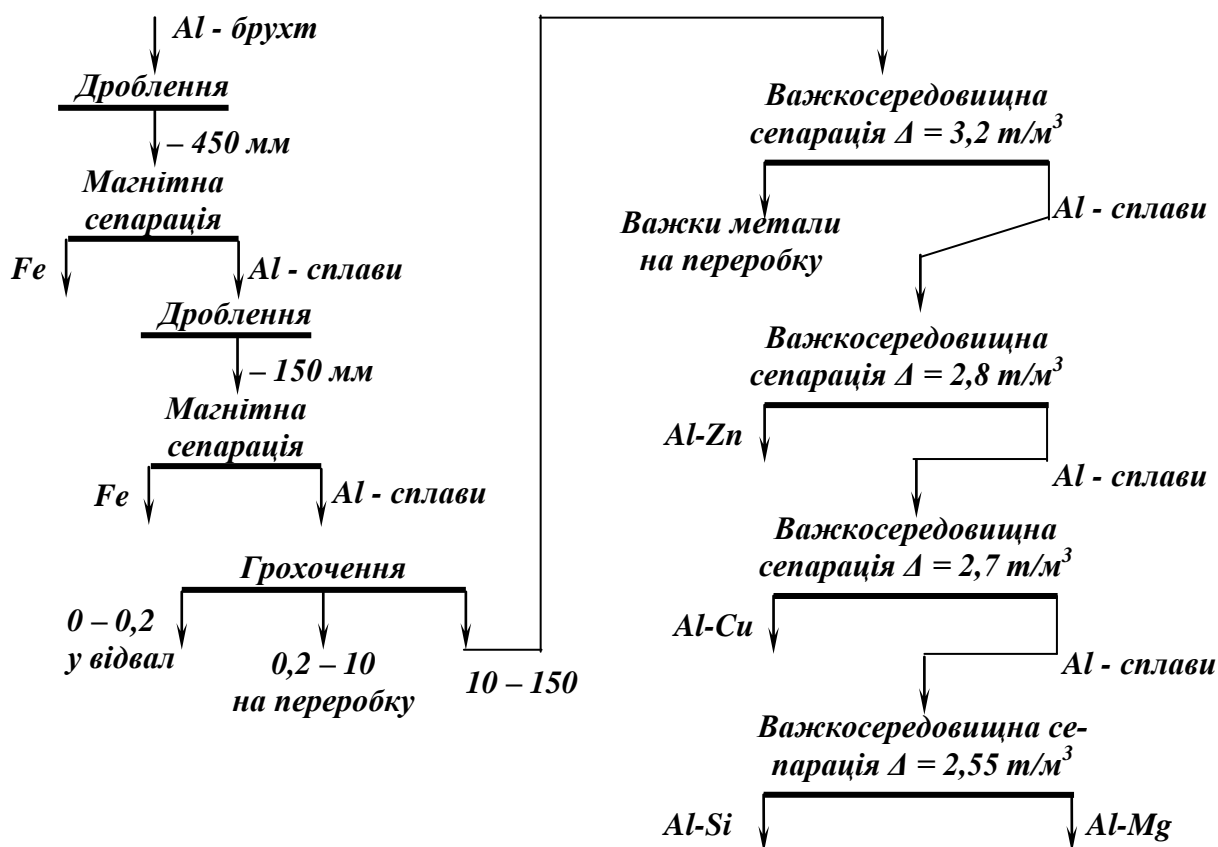 Al - брухт
Дроблення
– 450 мм
Магнітна
сепарація
Fe
Al - сплави
Дроблення
– 150 мм
Магнітна
сепарація
Fe
Al - сплави
Грохочення
0 – 0,2
у відвал
0,2 – 10
на переробку
10 – 150
Важкосередовищна
сепарація Δ = 3,2 т/м³
Важки метали
на переробку
Al - сплави
Важкосередовищна
сепарація Δ = 2,8 т/м³
Al-Zn
Al - сплави
Важкосередовищна
сепарація Δ = 2,7 т/м³
Al-Cu
Al - сплави
Важкосередовищна се-
парація Δ = 2,55 т/м³
Al-Si
Al-Mg